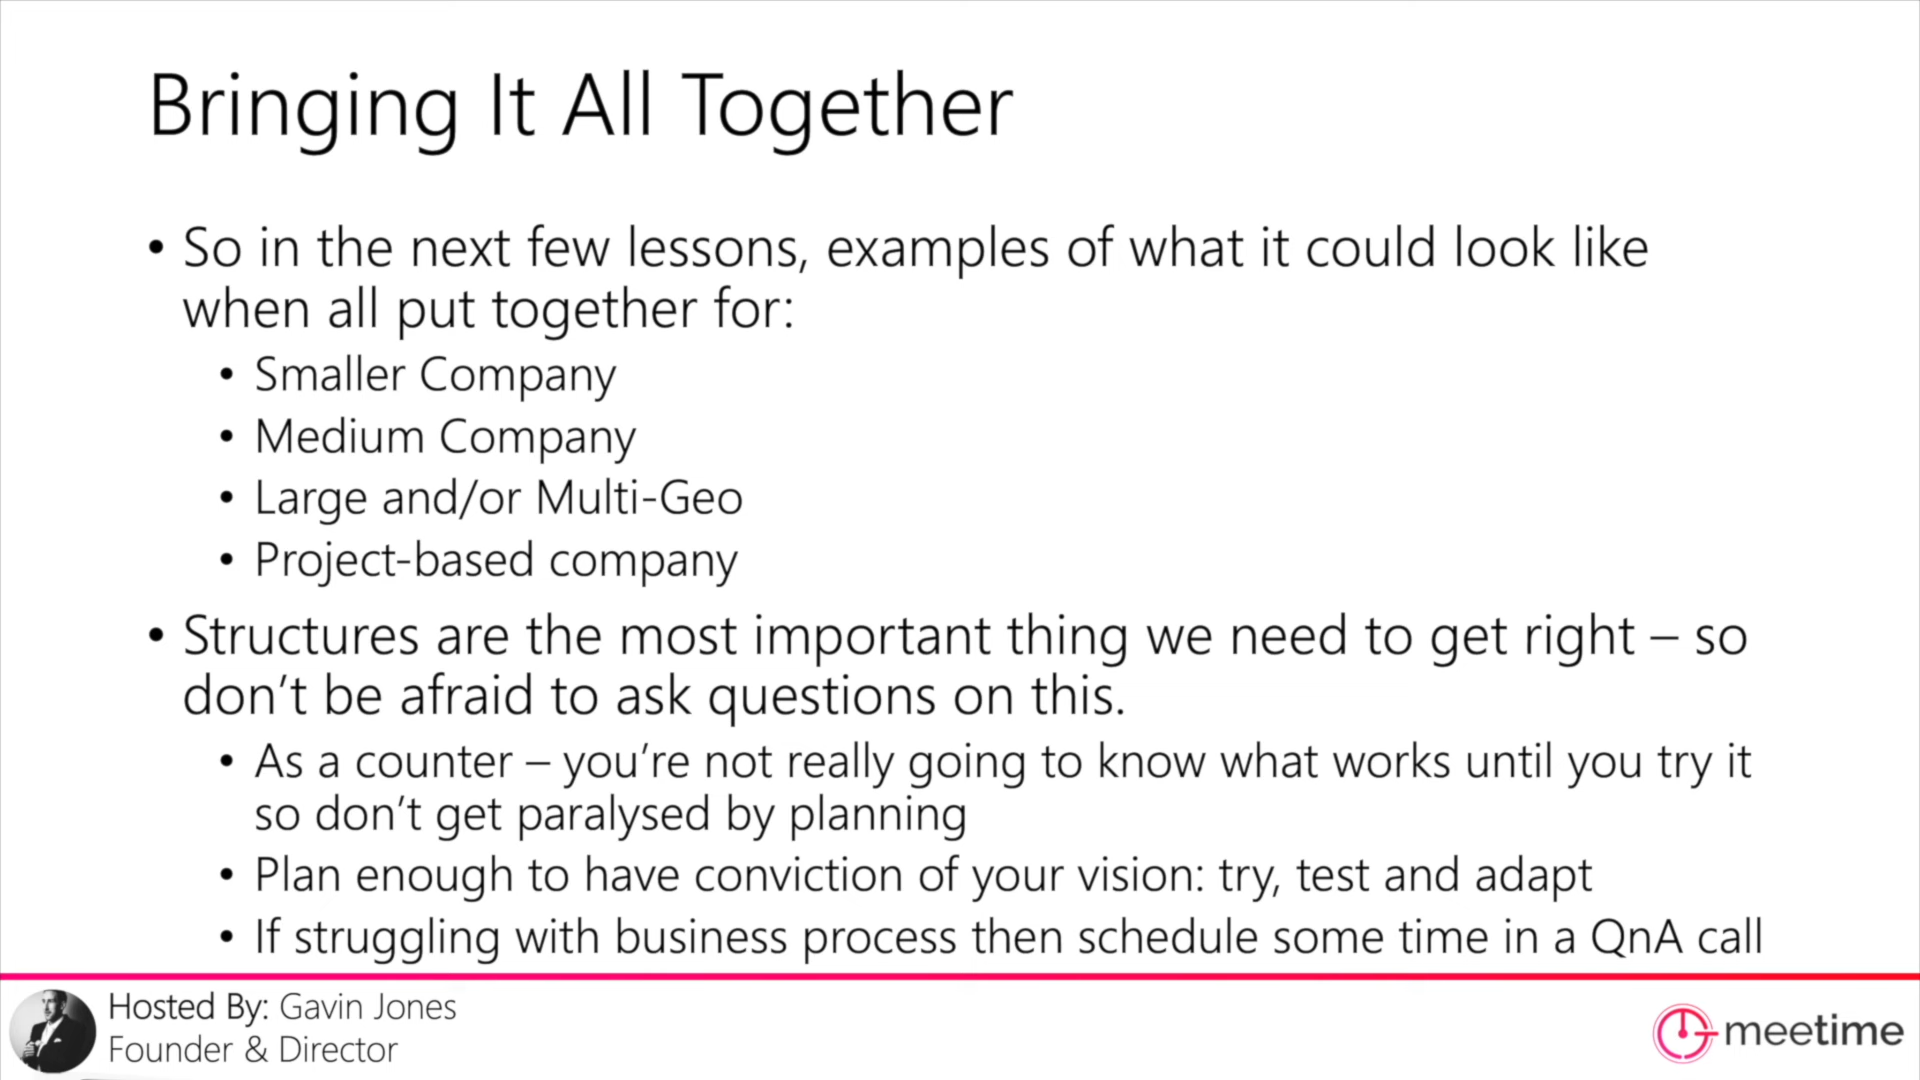 Bringing It All Together
• So in the next few lessons, examples of what it could look like
when all put together for:
• Smaller Company
• Medium Company
• Large and/or Multi-Geo
• Project-based company
• Structures are the most important thing we need to get right – so
don’t be afraid to ask questions on this.
• As a counter – you’re not really going to know what works until you try it
so don’t get paralysed by planning
• Plan enough to have conviction of your vision: try, test and adapt
• If struggling with business process then schedule some time in a QnA call
Hosted By: Gavin Jones
Founder & Director
meetime